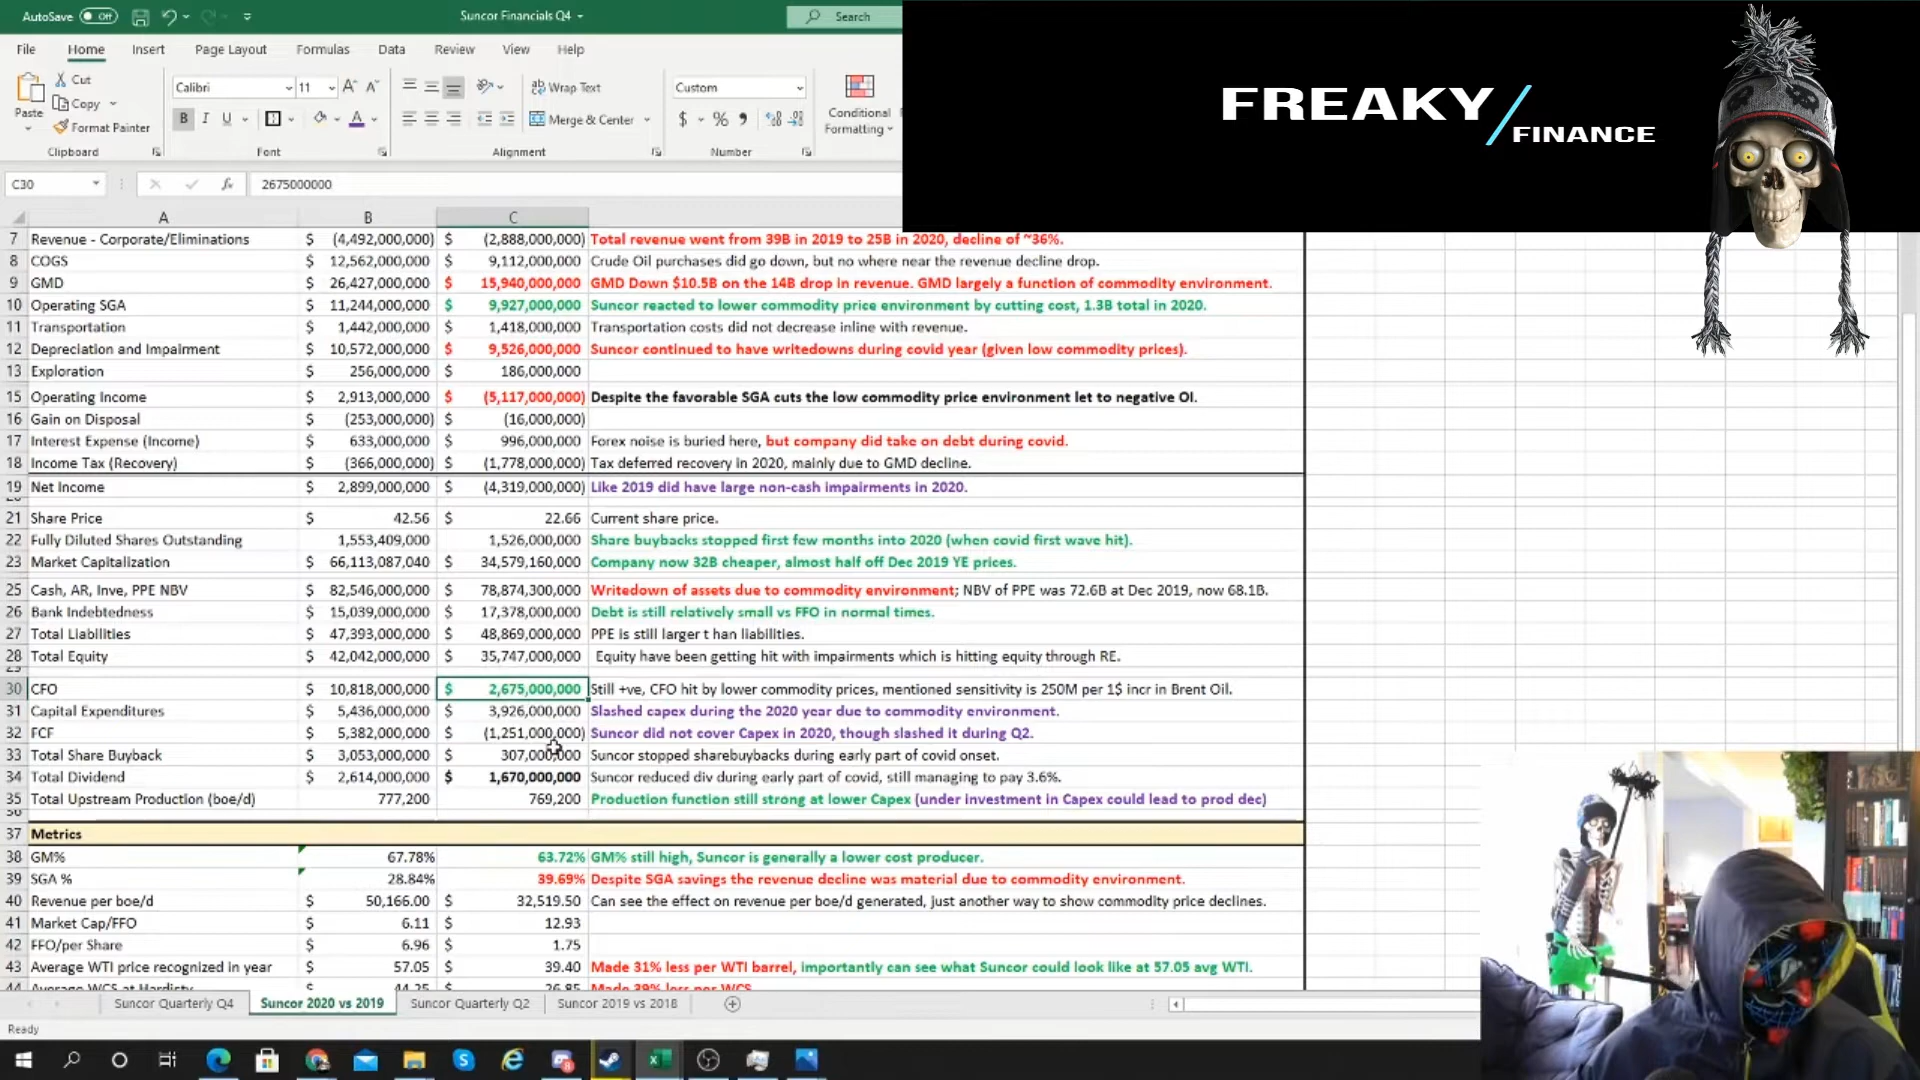 AutoSave Off Suncor Financials Q4 Search
FREAKY/
FINANCE
File Home Insert Page Layout Formulas Data Review View Help
Cut
Copy
Format Painter
Paste
Clipboard
Calibri 11
B I U
Font
Wrap Text
Merge & Center
Alignment
Custom
$ % 9
Number
Conditional
Formatting
C30 fx 2675000000
A B C
7 Revenue - Corporate/Eliminations $ (4,492,000,000) $ (2,888,000,000) Total revenue went from 39B in 2019 to 25B in 2020, decline of ~36%.
8 COGS $ 12,562,000,000 $ 9,112,000,000 Crude Oil purchases did go down, but no where near the revenue decline drop.
9 GMD $ 26,427,000,000 $ 15,940,000,000 GMD Down $10.5B on the 14B drop in revenue. GMD largely a function of commodity environment.
10 Operating SGA $ 11,244,000,000 $ 9,927,000,000 Suncor reacted to lower commodity price environment by cutting cost, 1.3B total in 2020.
11 Transportation $ 1,442,000,000 $ 1,418,000,000 Transportation costs did not decrease inline with revenue.
12 Depreciation and Impairment $ 10,572,000,000 $ 9,526,000,000 Suncor continued to have writedowns during covid year (given low commodity prices).
13 Exploration $ 256,000,000 $ 186,000,000
15 Operating Income $ 2,913,000,000 $ (5,117,000,000) Despite the favorable SGA cuts the low commodity price environment let to negative OI.
16 Gain on Disposal $ (253,000,000) $ (16,000,000)
17 Interest Expense (Income) $ 633,000,000 $ 996,000,000 Forex noise is buried here, but company did take on debt during covid.
18 Income Tax (Recovery) $ (366,000,000) $ (1,778,000,000) Tax deferred recovery in 2020, mainly due to GMD decline.
19 Net Income $ 2,899,000,000 $ (4,319,000,000) Like 2019 did have large non-cash impairments in 2020.
21 Share Price $ 42.56 $ 22.66 Current share price.
22 Fully Diluted Shares Outstanding 1,553,409,000 1,526,000,000 Share buybacks stopped first few months into 2020 (when covid first wave hit).
23 Market Capitalization $ 66,113,087,040 $ 34,579,160,000 Company now 32B cheaper, almost half off Dec 2019 YE prices.
25 Cash, AR, Inve, PPE NBV $ 82,546,000,000 $ 78,874,300,000 Writedown of assets due to commodity environment; NBV of PPE was 72.6B at Dec 2019, now 68.1B.
26 Bank Indebtedness $ 15,039,000,000 $ 17,378,000,000 Debt is still relatively small vs FFO in normal times.
27 Total Liabilities $ 47,393,000,000 $ 48,869,000,000 PPE is still larger t han liabilities.
28 Total Equity $ 42,042,000,000 $ 35,747,000,000 Equity have been getting hit with impairments which is hitting equity through RE.
29
30 CFO $ 10,818,000,000 $ 2,675,000,000 Still +ve, CFO hit by lower commodity prices, mentioned sensitivity is 250M per 1$ incr in Brent Oil.
31 Capital Expenditures $ 5,436,000,000 $ 3,926,000,000 Slashed capex during the 2020 year due to commodity environment.
32 FCF $ 5,382,000,000 $ (1,251,000,000) Suncor did not cover Capex in 2020, though slashed it during Q2.
33 Total Share Buyback $ 3,053,000,000 $ 307,000,000 Suncor stopped sharebuybacks during early part of covid onset.
34 Total Dividend $ 2,614,000,000 $ 1,670,000,000 Suncor reduced div during early part of covid, still managing to pay 3.6%.
35 Total Upstream Production (boe/d) 777,200 769,200 Production function still strong at lower Capex (under investment in Capex could lead to prod dec)
36
37 Metrics
38 GM% 67.78% 63.72% GM% still high, Suncor is generally a lower cost producer.
39 SGA % 28.84% 39.69% Despite SGA savings the revenue decline was material due to commodity environment.
40 Revenue per boe/d $ 50,166.00 $ 32,519.50 Can see the effect on revenue per boe/d generated, just another way to show commodity price declines.
41 Market Cap/FFO $ 6.11 $ 12.93
42 FFO/per Share $ 6.96 $ 1.75
43 Average WTI price recognized in year $ 57.05 $ 39.40 Made 31% less per WTI barrel, importantly can see what Suncor could look like at 57.05 avg WTI.
44 Average WCS at Hardisty $ 44.25 $ 26.85 Made 39% less per WCS
Suncor Quarterly Q4 Suncor 2020 vs 2019 Suncor Quarterly Q2 Suncor 2019 vs 2018
Ready